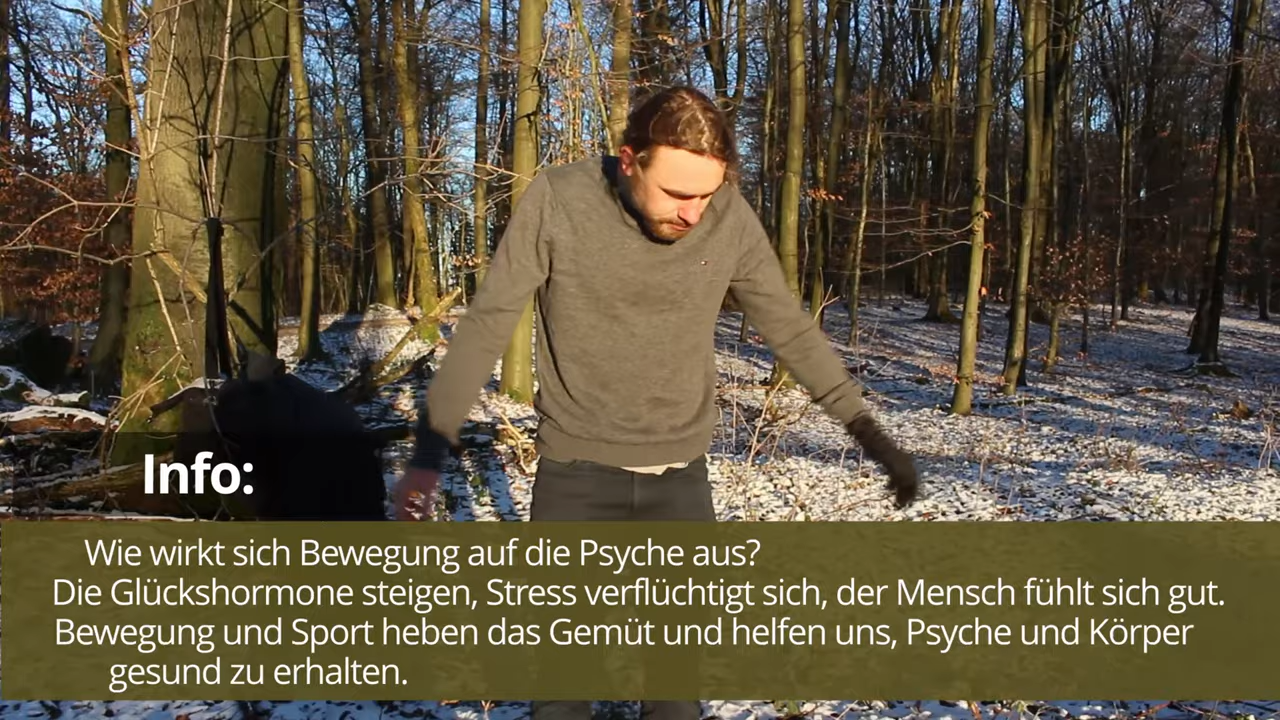 Info:
Wie wirkt sich Bewegung auf die Psyche aus?
Die Glückshormone steigen, Stress verflüchtigt sich, der Mensch fühlt sich gut.
Bewegung und Sport heben das Gemüt und helfen uns, Psyche und Körper
gesund zu erhalten.